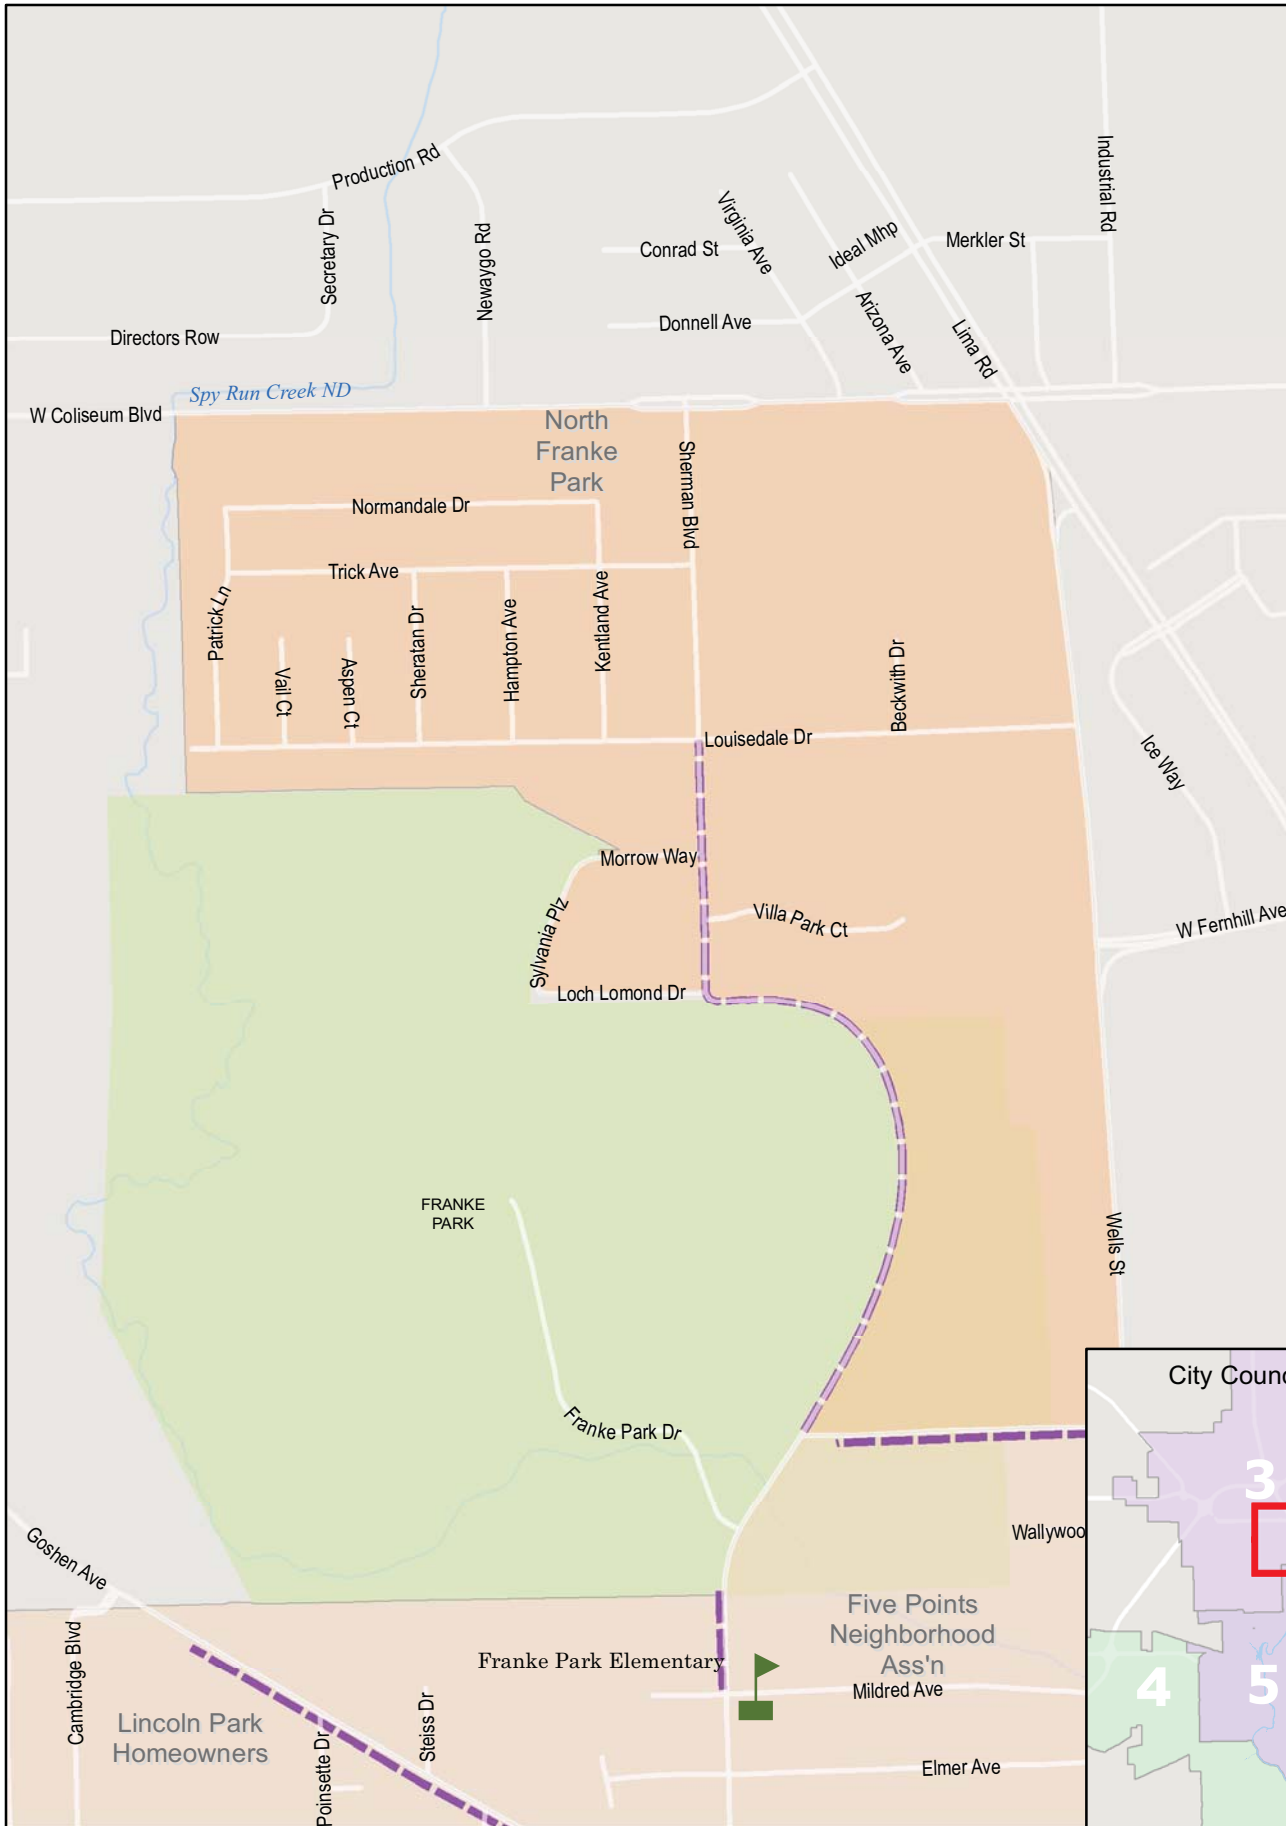 Production Rd
Industrial Rd
Secretary Dr
Newaygo Rd
Virginia Ave
Conrad St
Ideal Mhp
Merkler St
Directors Row
Donnell Ave
Arizona Ave
Lima Rd
Spy Run Creek ND
W Coliseum Blvd
North
Franke
Park
Sherman Blvd
Normandale Dr
Trick Ave
Patrick Ln
Vail Ct
Aspen Ct
Sheratan Dr
Hampton Ave
Kentland Ave
Beckwith Dr
Louisedale Dr
Ice Way
Morrow Way
Sylvania Plz
Villa Park Ct
W Fernhill Ave
Loch Lomond Dr
FRANKE
PARK
Wells St
City Counc
Franke Park Dr
3
Goshen Ave
Wallywoo
Cambridge Blvd
Five Points
Neighborhood
Ass'n
Franke Park Elementary
Mildred Ave
4
5
Lincoln Park
Homeowners
Poinsette Dr
Steiss Dr
Elmer Ave